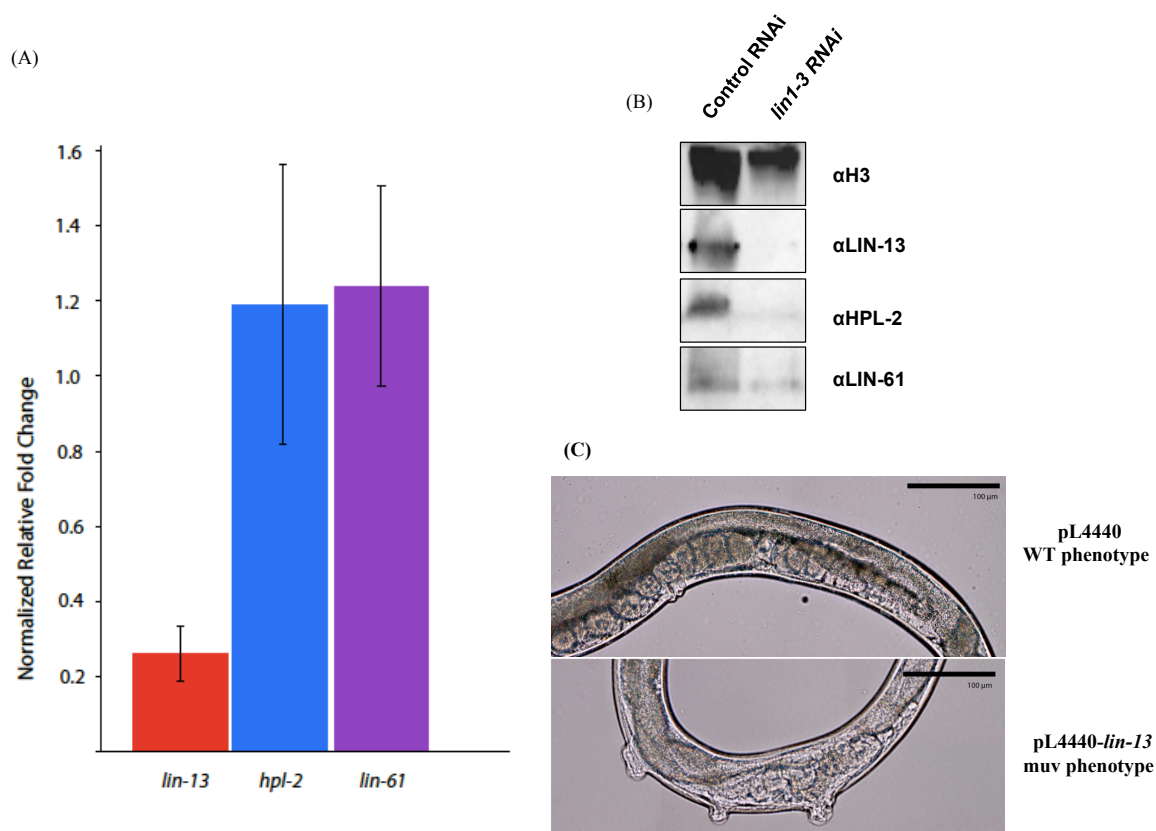 (A)
1.6
1.4
1.2
1.0
0.8
0.6
0.4
0.2
Normalized Relative Fold Change
lin-13 hpl-2 lin-61
(B)
Control RNAi
lin1-3 RNAi
αH3
αLIN-13
αHPL-2
αLIN-61
(C)
100 μm
pL4440
WT phenotype
100 μm
pL4440-lin-13
muv phenotype